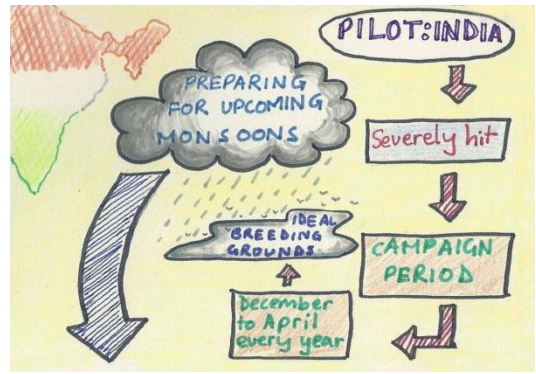 PILOT:INDIA
Severely hit
CAMPAIGN
PERIOD
December
to April
every year
IDEAL
BREEDING
GROUNDS
PREPARING
FOR UPCOMING
MONSOONS